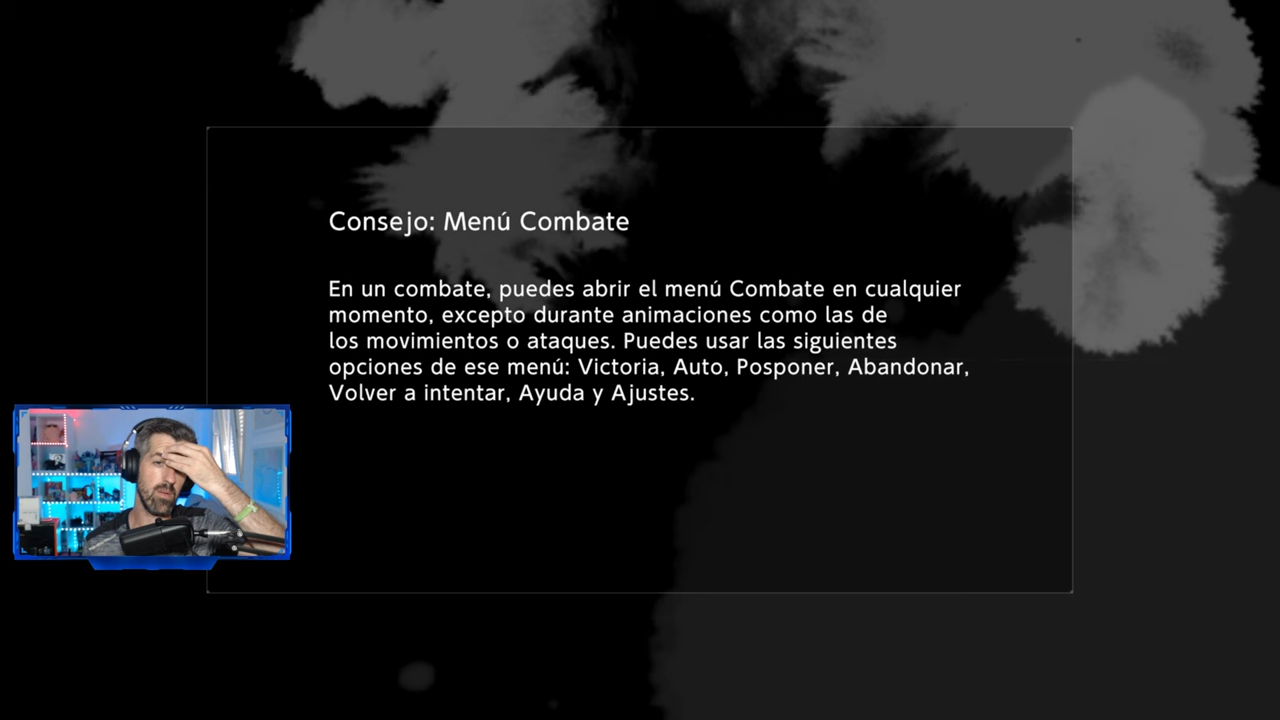 Consejo: Menú Combate
En un combate, puedes abrir el menú Combate en cualquier
momento, excepto durante animaciones como las de
los movimientos o ataques. Puedes usar las siguientes
opciones de ese menú: Victoria, Auto, Posponer, Abandonar,
Volver a intentar, Ayuda y Ajustes.